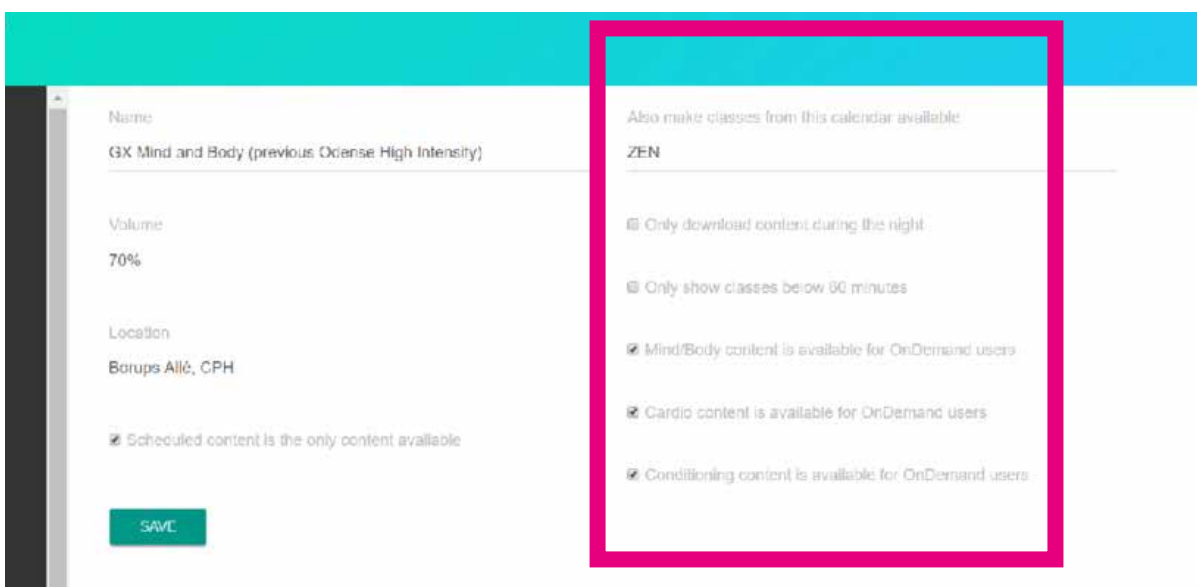 Name
GX Mind and Body (previous Odense High Intensity)
Volume
70%
Location
Borups Allé, CPH
Scheduled content is the only content available
SAVE
Also make classes from this calendar available
ZEN
Only download content during the night
Only show classes below 60 minutes
Mind/Body content is available for OnDemand users
Cardio content is available for OnDemand users
Conditioning content is available for OnDemand users